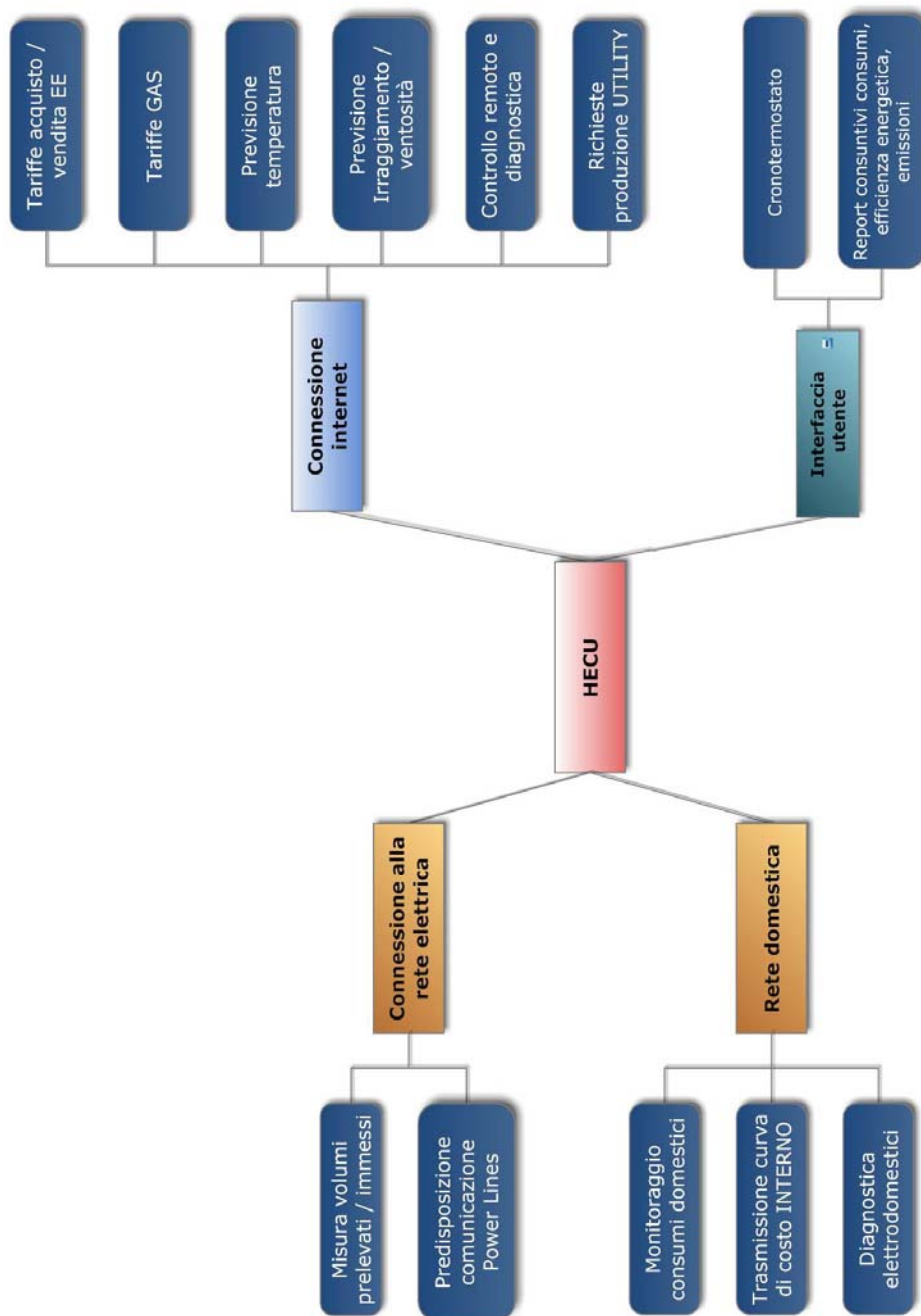 Misura volumi
prelevati / immessi
Predisposizione
comunicazione
Power Lines
Monitoraggio
consumi domestici
Trasmissione curva
di costo INTERNO
Diagnostica
elettrodomestici
Connessione alla
rete elettrica
Rete domestica
HECU
Connessione
internet
Interfaccia
utente
Tariffe acquisto /
vendita EE
Tariffe GAS
Previsione
temperatura
Previsione
Irraggiamento /
ventosità
Controllo remoto e
diagnostica
Richieste
produzione UTILITY
Cronotermostato
Report consuntivi consumi,
efficienza energetica,
emissioni